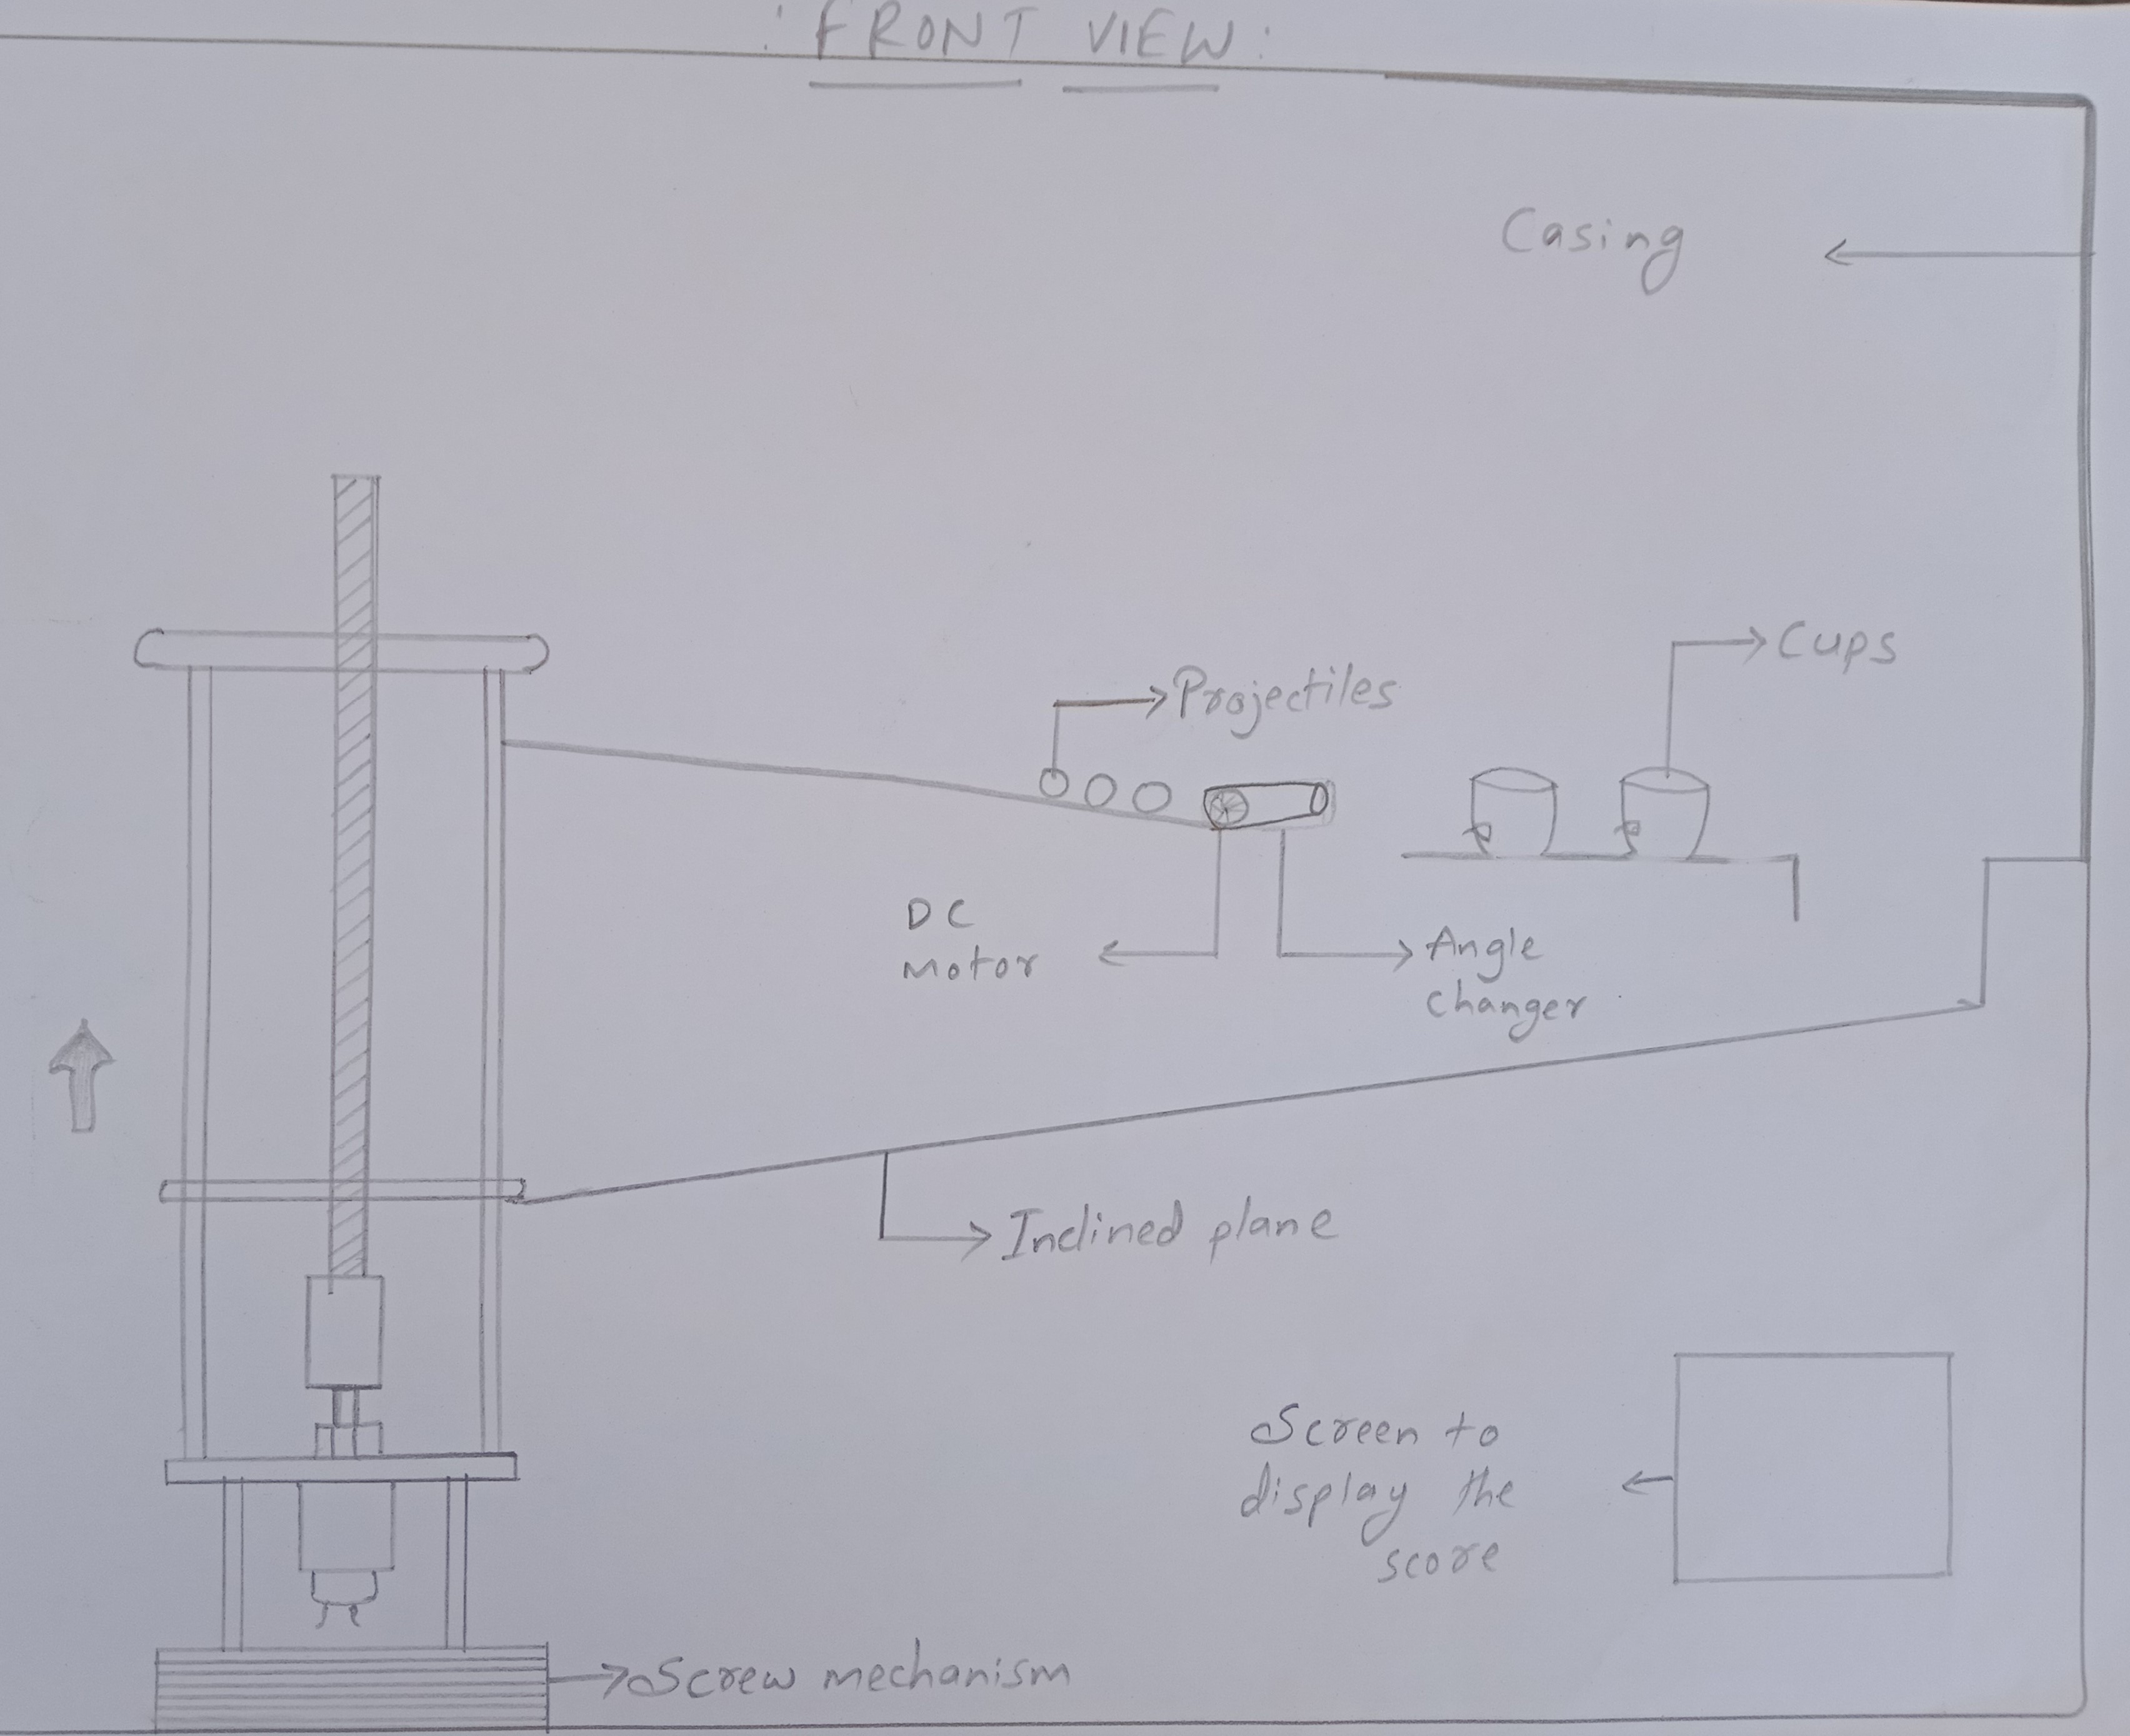 : FRONT VIEW :
Casing
Cups
Projectiles
DC
Motor
Angle
changer
Inclined plane
Screen to
display the
score
Screw mechanism